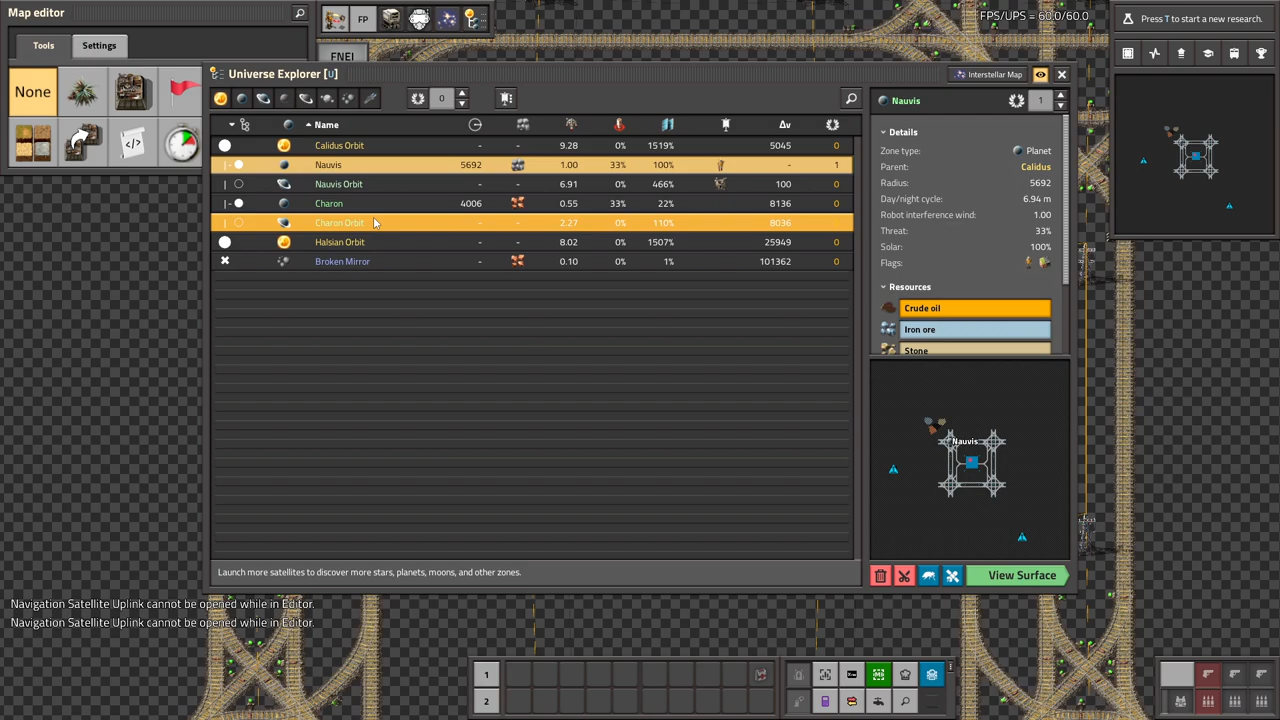 Map editor
FP
FPS/UPS = 60.0/60.0
Press T to start a new research.
Tools
Settings
FNEI
None
Universe Explorer [U]
Interstellar Map
0
Nauvis
1
Name
Δv
Details
Calidus Orbit - - 9.28 0% 1519% 5045 0
Zone type: Planet
Nauvis 5692 1.00 33% 100% - 1
Parent: Calidus
Nauvis Orbit - - 6.91 0% 466% 100 0
Radius: 5692
Charon 4006 0.55 33% 22% 8136 0
Day/night cycle: 6.94 m
Robot interference wind: 1.00
Charon Orbit - - 2.27 0% 110% 8036 0
Threat: 33%
Halsian Orbit - - 8.02 0% 1507% 25949 0
Solar: 100%
Broken Mirror - 0.10 0% 1% 101362 0
Flags:
Resources
Crude oil
Iron ore
Stone
Nauvis
Launch more satellites to discover more stars, planets, moons, and other zones.
View Surface
Navigation Satellite Uplink cannot be opened while in Editor.
Navigation Satellite Uplink cannot be opened while in Editor.
1
2